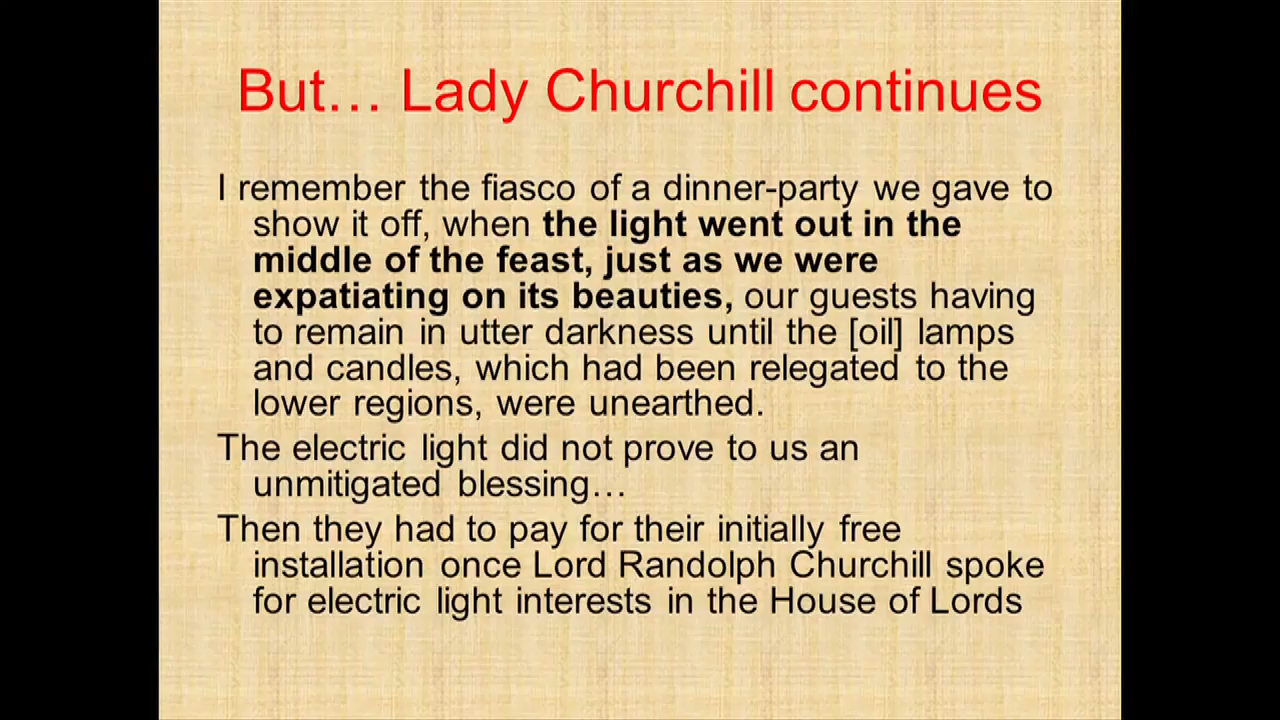 But… Lady Churchill continues
I remember the fiasco of a dinner-party we gave to
show it off, when the light went out in the
middle of the feast, just as we were
expatiating on its beauties, our guests having
to remain in utter darkness until the [oil] lamps
and candles, which had been relegated to the
lower regions, were unearthed.
The electric light did not prove to us an
unmitigated blessing…
Then they had to pay for their initially free
installation once Lord Randolph Churchill spoke
for electric light interests in the House of Lords